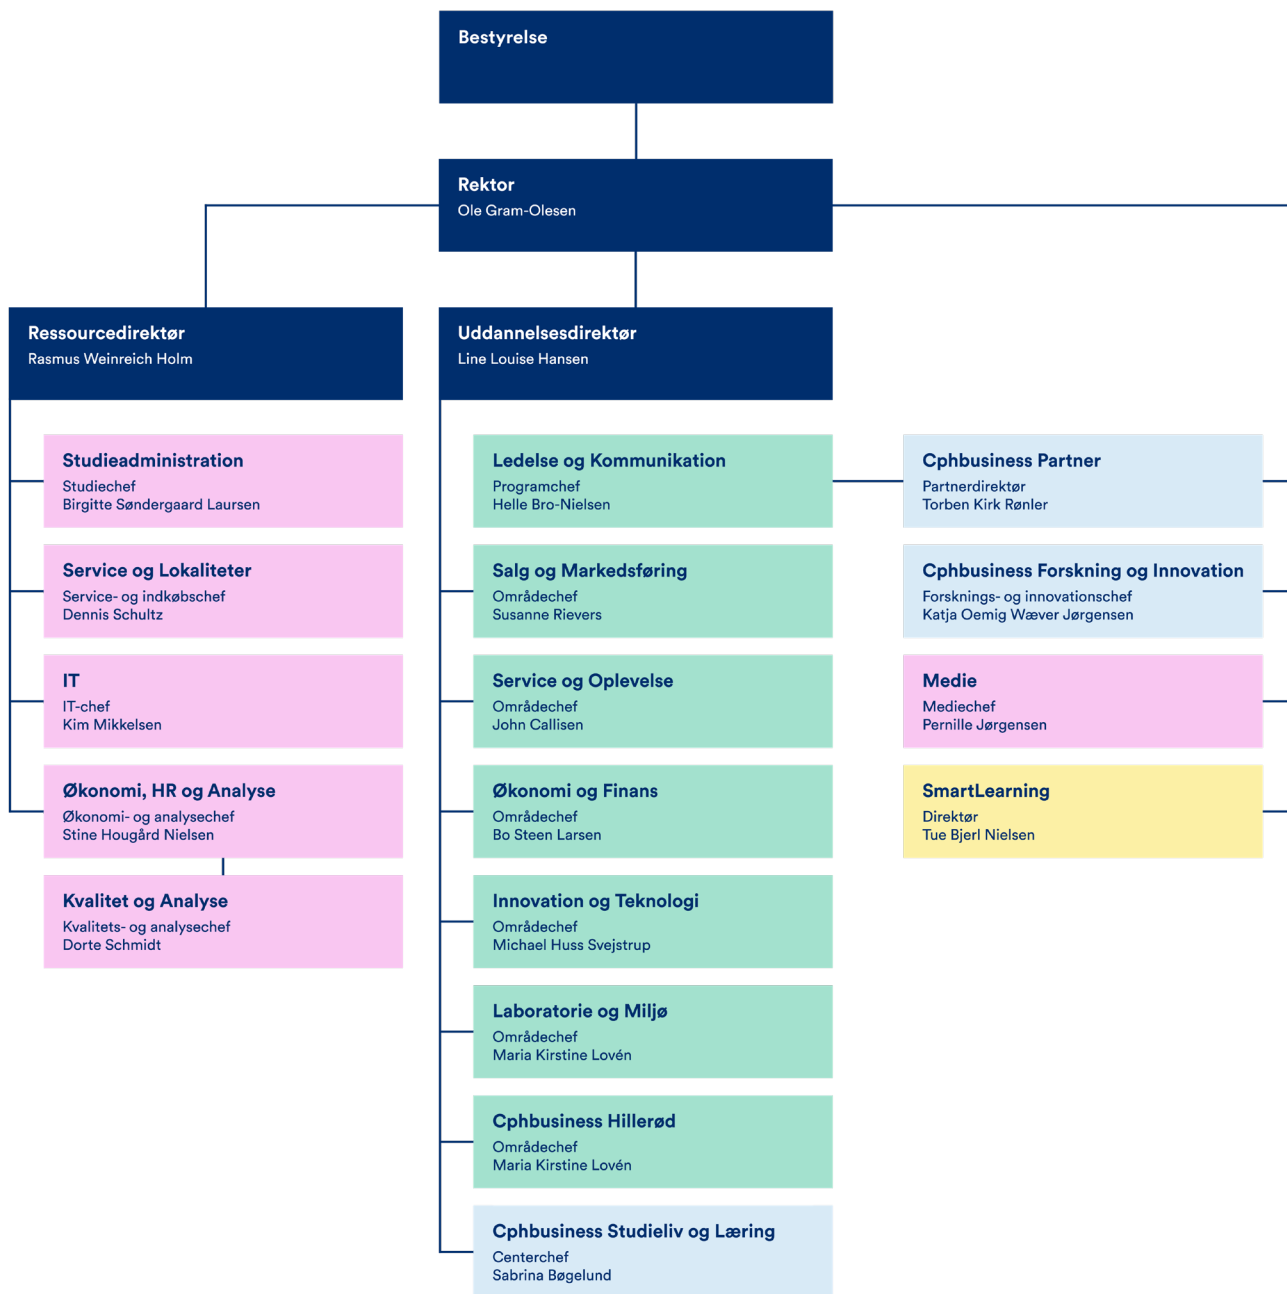 Bestyrelse
Rektor
Ole Gram-Olesen
Ressourcedirektør
Rasmus Weinreich Holm
Studieadministration
Studiechef
Birgitte Søndergaard Laursen
Service og Lokaliteter
Service- og indkøbschef
Dennis Schultz
IT
IT-chef
Kim Mikkelsen
Økonomi, HR og Analyse
Økonomi- og analysechef
Stine Hougård Nielsen
Kvalitet og Analyse
Kvalitets- og analysechef
Dorte Schmidt
Uddannelsesdirektør
Line Louise Hansen
Ledelse og Kommunikation
Programchef
Helle Bro-Nielsen
Salg og Markedsføring
Områdechef
Susanne Rievers
Service og Oplevelse
Områdechef
John Callisen
Økonomi og Finans
Områdechef
Bo Steen Larsen
Innovation og Teknologi
Områdechef
Michael Huss Svejstrup
Laboratorie og Miljø
Områdechef
Maria Kirstine Lovén
Cphbusiness Hillerød
Områdechef
Maria Kirstine Lovén
Cphbusiness Studieliv og Læring
Centerchef
Sabrina Bøgelund
Cphbusiness Partner
Partnerdirektør
Torben Kirk Rønler
Cphbusiness Forskning og Innovation
Forsknings- og innovationschef
Katja Oemig Wæver Jørgensen
Medie
Mediechef
Pernille Jørgensen
SmartLearning
Direktør
Tue Bjerl Nielsen